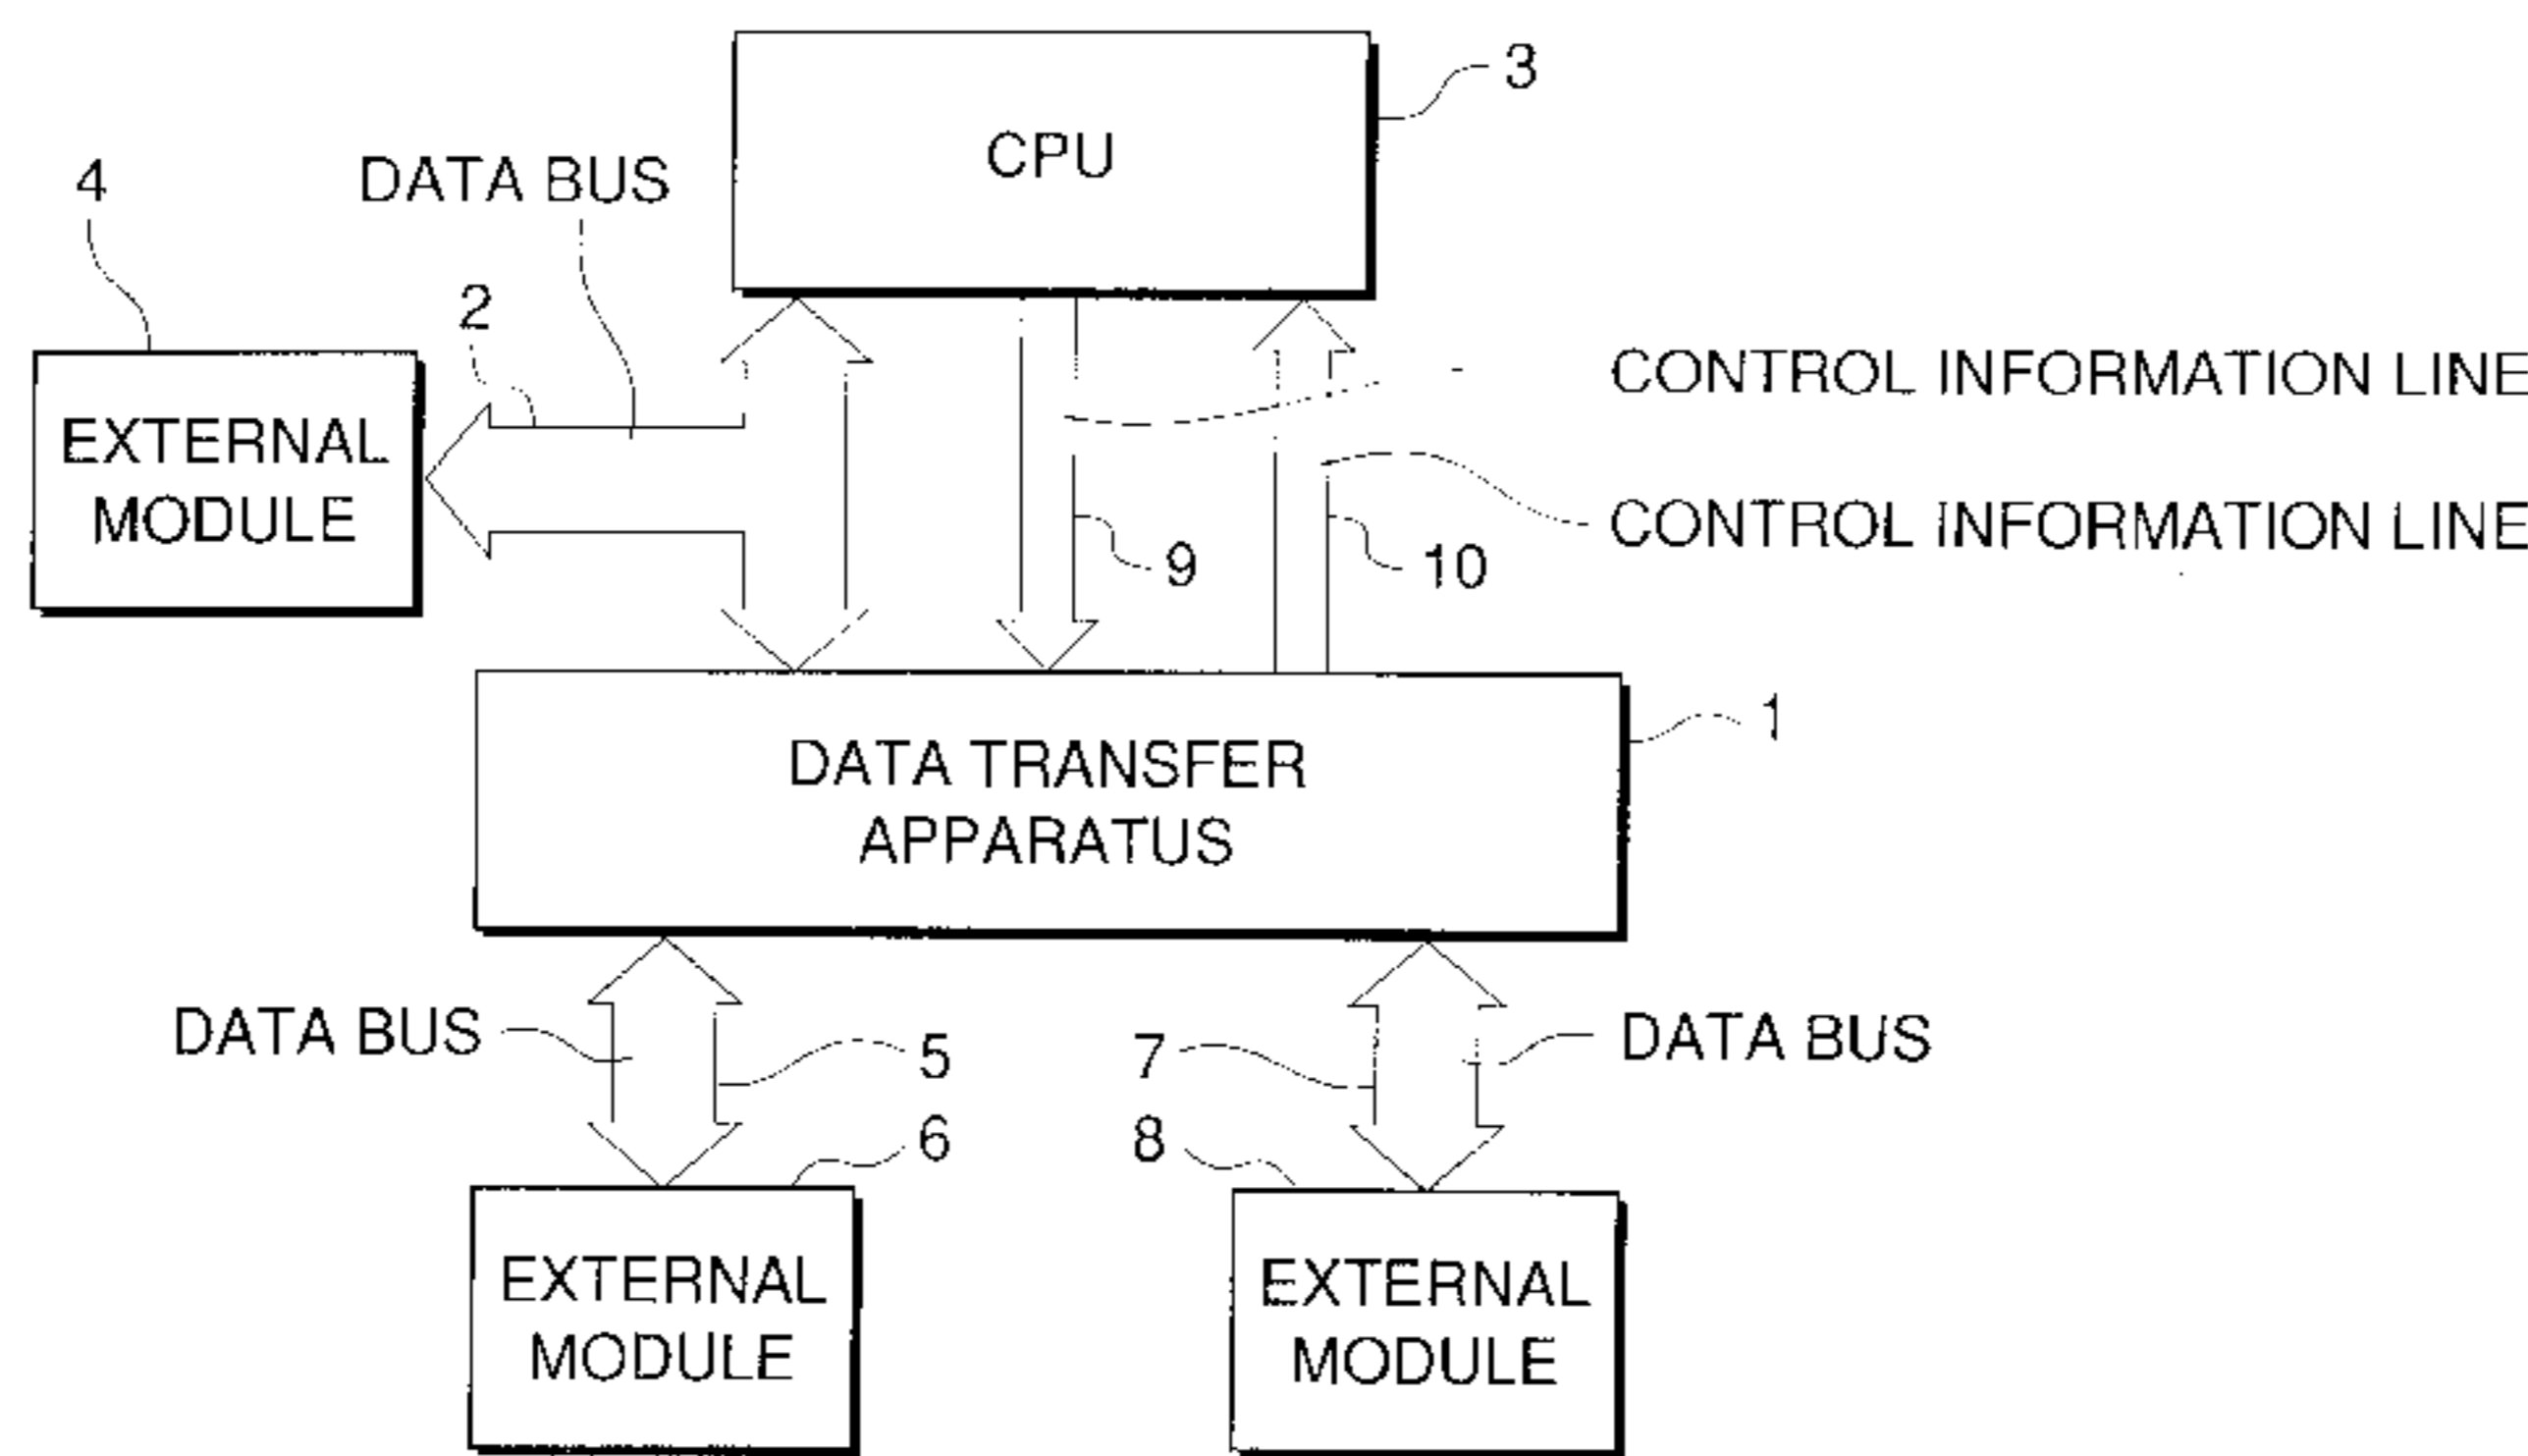 3
CPU
4
DATA BUS
2
CONTROL INFORMATION LINE
EXTERNAL
MODULE
CONTROL INFORMATION LINE
9
10
1
DATA TRANSFER
APPARATUS
DATA BUS
5
7
DATA BUS
6
8
EXTERNAL
MODULE
EXTERNAL
MODULE